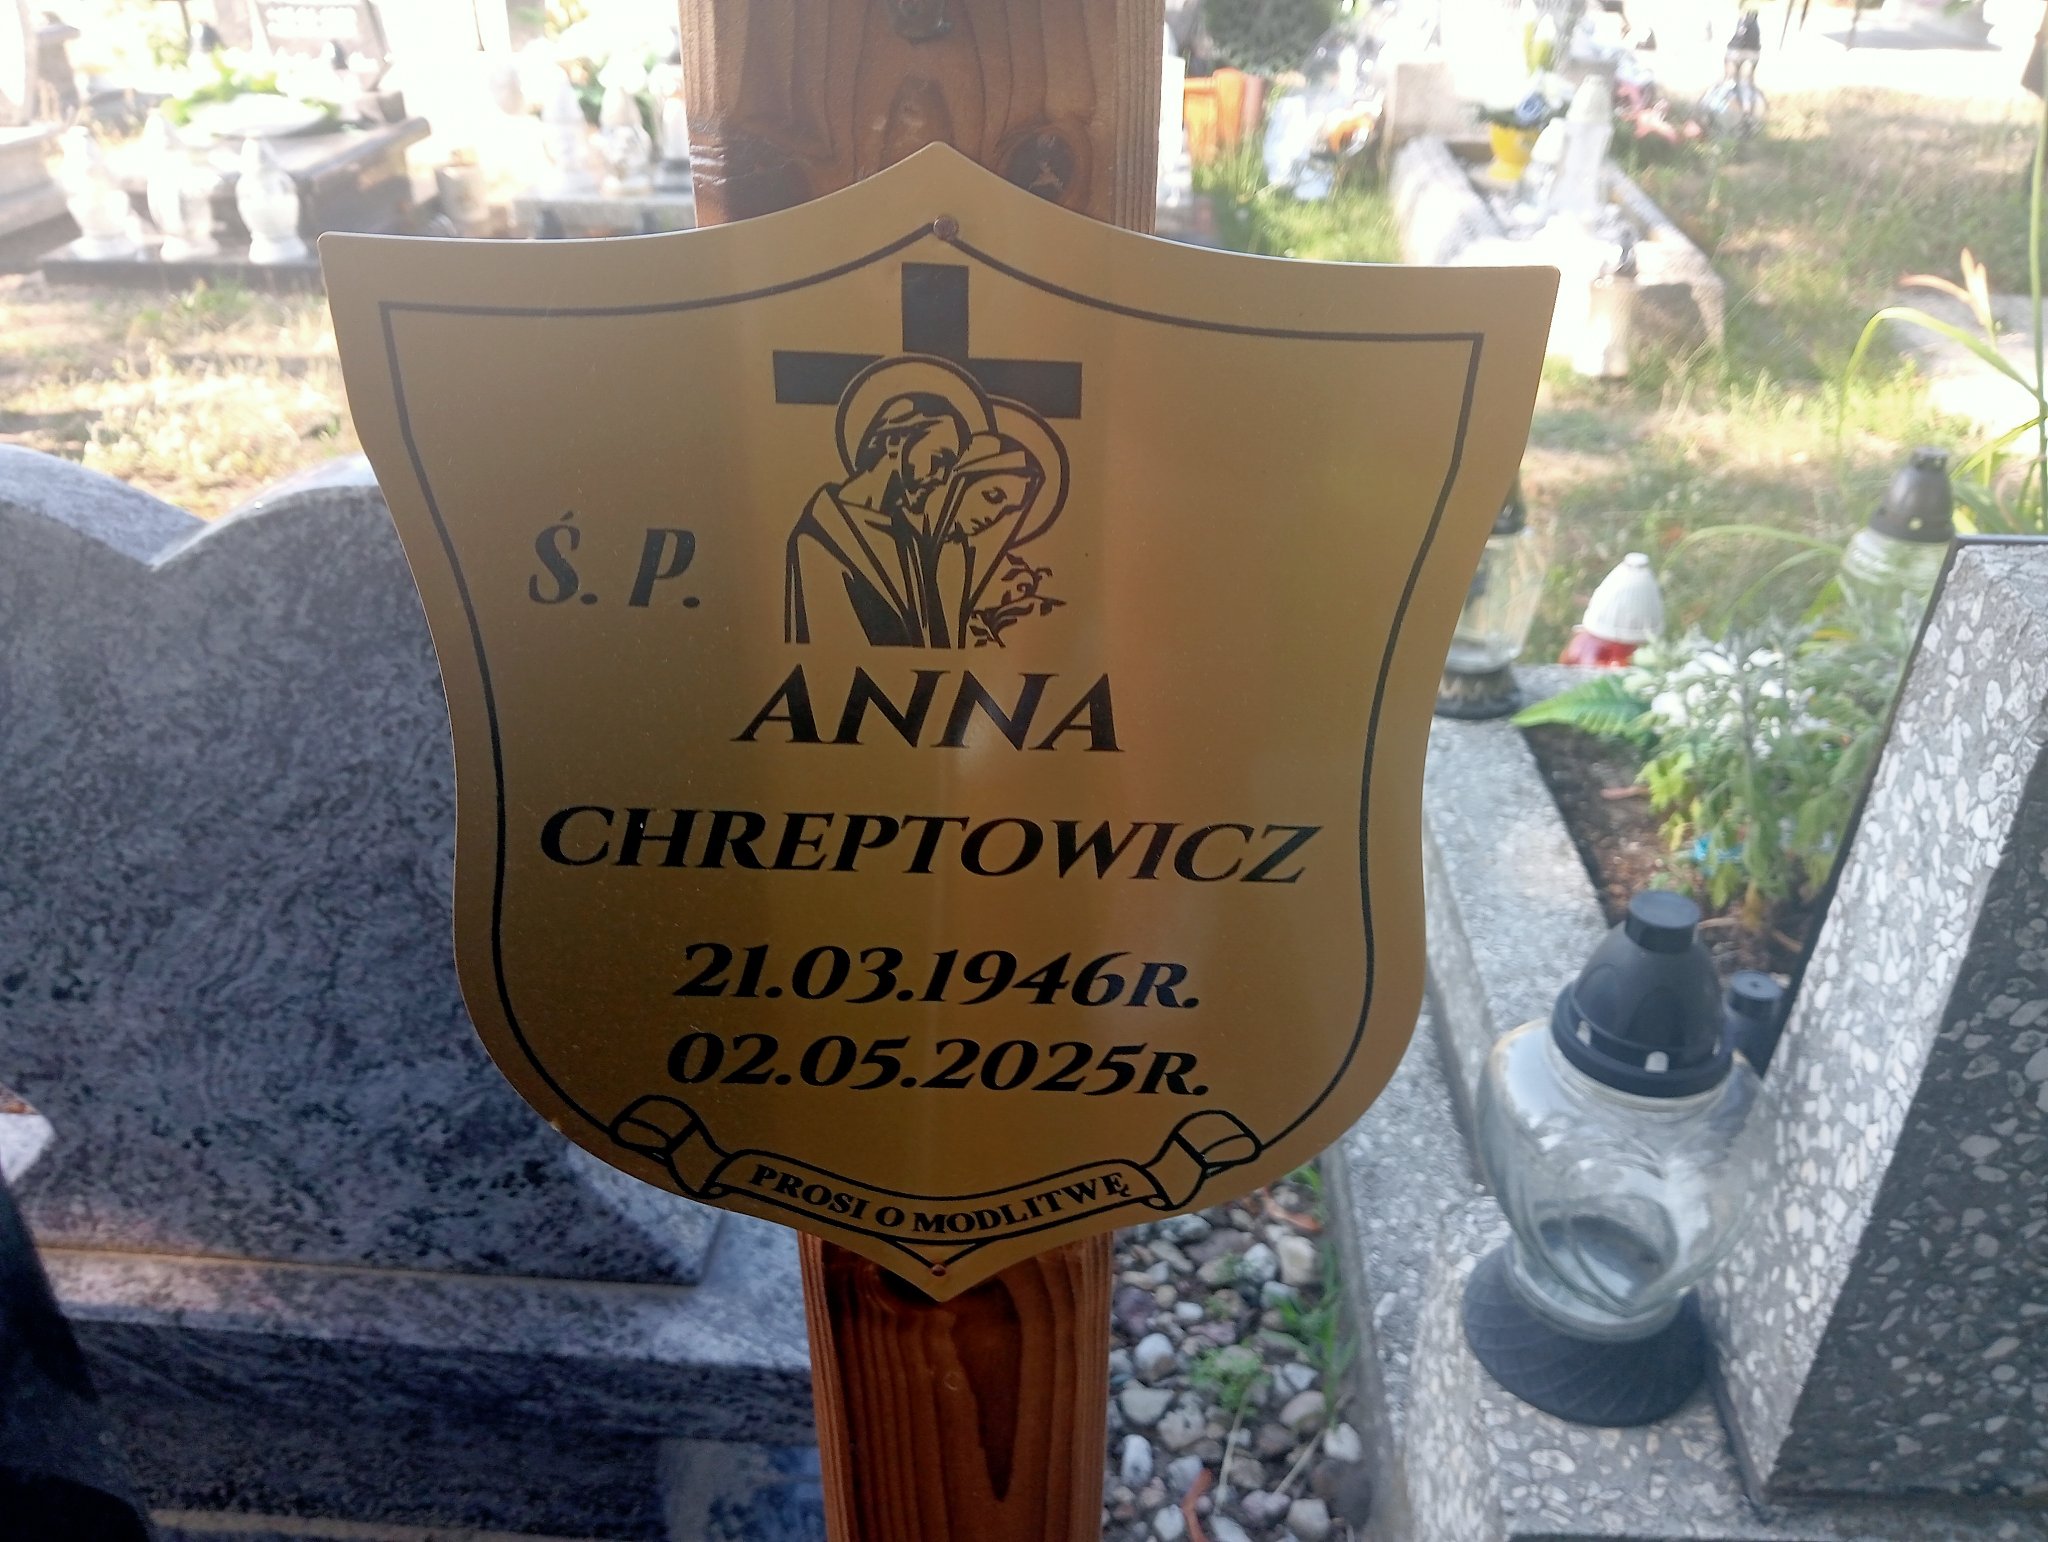 Ś. P.
ANNA
CHREPTOWICZ
21.03.1946R.
02.05.2025R.
PROSI O MODLITWĘ